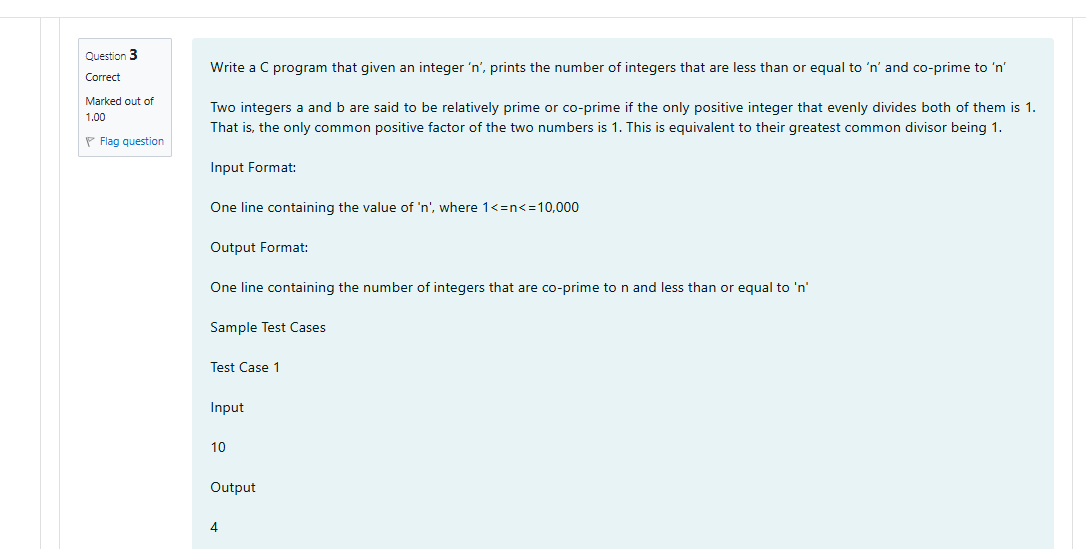 Question 3
Correct
Marked out of
1.00
Flag question
Write a C program that given an integer 'n', prints the number of integers that are less than or equal to 'n' and co-prime to 'n'
Two integers a and b are said to be relatively prime or co-prime if the only positive integer that evenly divides both of them is 1.
That is, the only common positive factor of the two numbers is 1. This is equivalent to their greatest common divisor being 1.
Input Format:
One line containing the value of 'n', where 1<=n<=10,000
Output Format:
One line containing the number of integers that are co-prime to n and less than or equal to 'n'
Sample Test Cases
Test Case 1
Input
10
Output
4